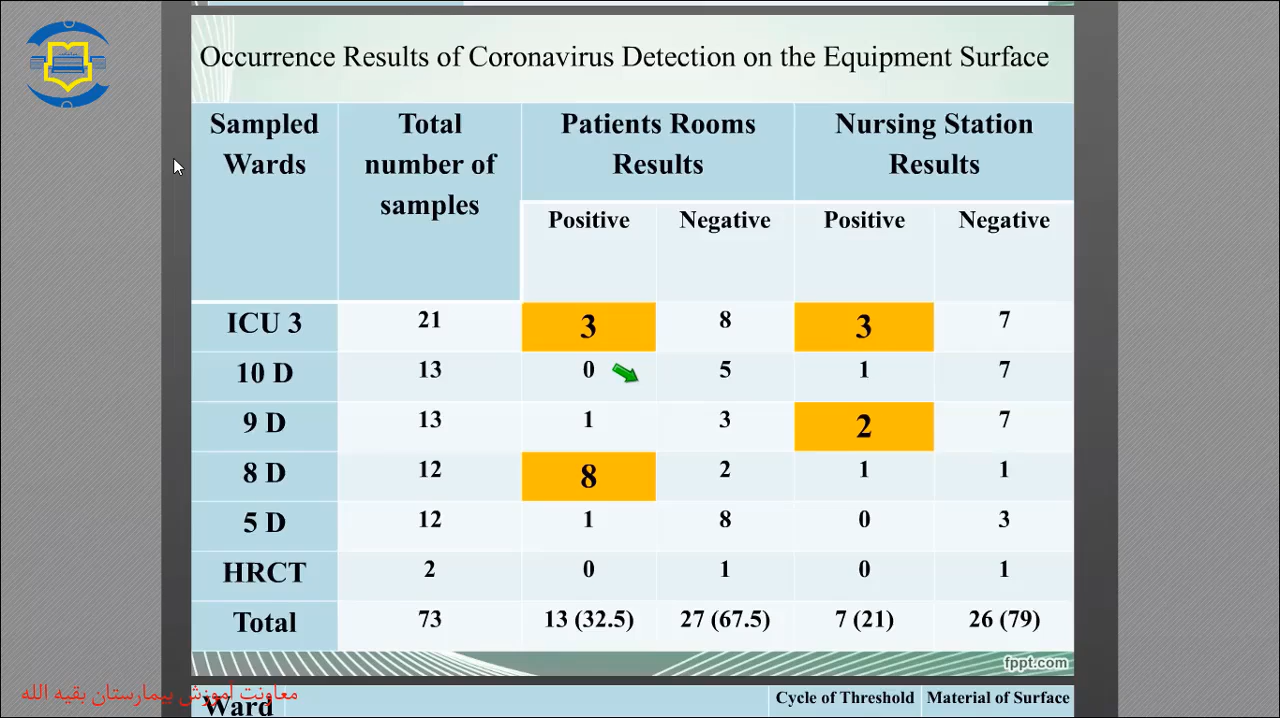 Occurrence Results of Coronavirus Detection on the Equipment Surface
Sampled Wards Total number of samples Patients Rooms Results Nursing Station Results
Positive Negative Positive Negative
ICU 3 21 3 8 3 7
10 D 13 0 5 1 7
9 D 13 1 3 2 7
8 D 12 8 2 1 1
5 D 12 1 8 0 3
HRCT 2 0 1 0 1
Total 73 13 (32.5) 27 (67.5) 7 (21) 26 (79)
fppt.com
معاونت آموزش بیمارستان بقیه الله
Ward Cycle of Threshold Material of Surface